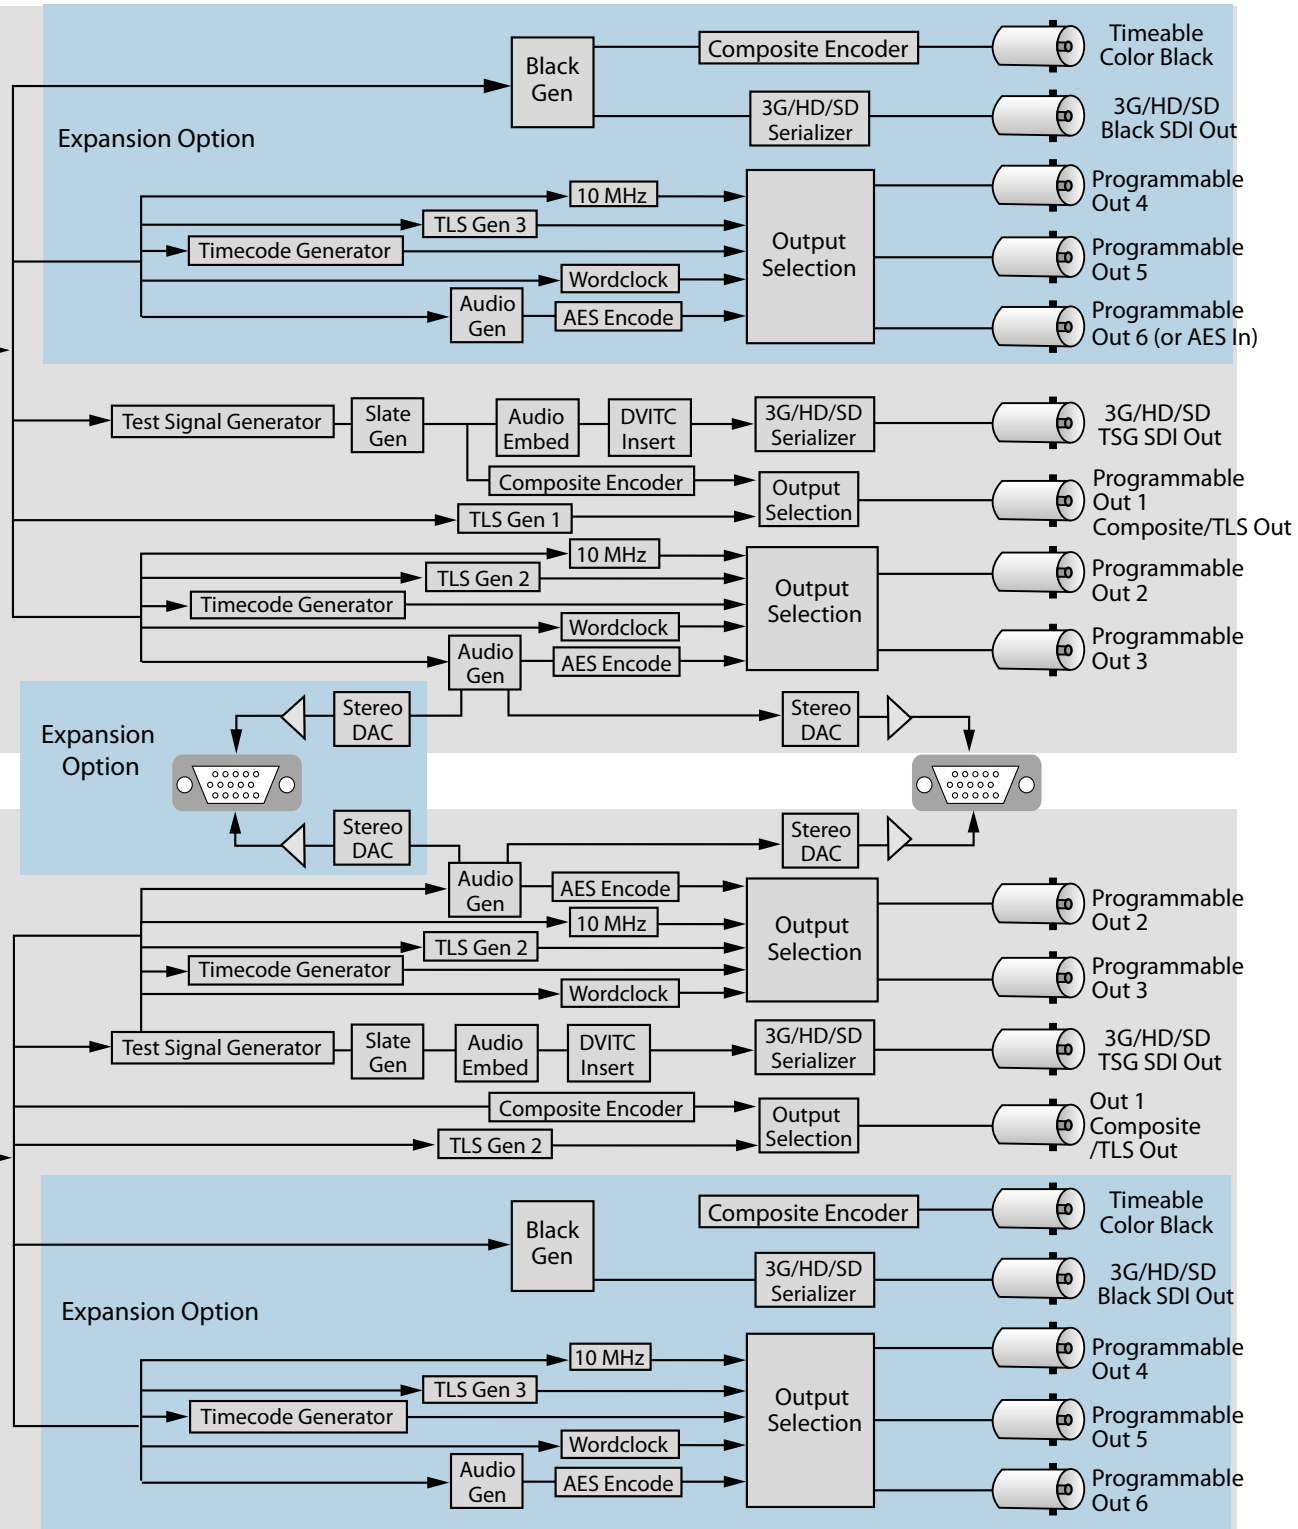 Timeable
Color Black
Composite Encoder
Black
Gen
3G/HD/SD
Serializer
3G/HD/SD
Black SDI Out
Expansion Option
10 MHz
TLS Gen 3
Timecode Generator
Wordclock
Audio
Gen
AES Encode
Output
Selection
Programmable
Out 4
Programmable
Out 5
Programmable
Out 6 (or AES In)
Test Signal Generator
Slate
Gen
Audio
Embed
DVITC
Insert
3G/HD/SD
Serializer
3G/HD/SD
TSG SDI Out
Composite Encoder
TLS Gen 1
Output
Selection
Programmable
Out 1
Composite/TLS Out
10 MHz
TLS Gen 2
Timecode Generator
Wordclock
Audio
Gen
AES Encode
Output
Selection
Programmable
Out 2
Programmable
Out 3
Expansion
Option
Stereo
DAC
Stereo
DAC
Stereo
DAC
Stereo
DAC
Audio
Gen
AES Encode
10 MHz
TLS Gen 2
Timecode Generator
Wordclock
Output
Selection
Programmable
Out 2
Programmable
Out 3
Test Signal Generator
Slate
Gen
Audio
Embed
DVITC
Insert
3G/HD/SD
Serializer
3G/HD/SD
TSG SDI Out
Composite Encoder
TLS Gen 2
Output
Selection
Out 1
Composite
/TLS Out
Black
Gen
Composite Encoder
Timeable
Color Black
3G/HD/SD
Serializer
3G/HD/SD
Black SDI Out
Expansion Option
10 MHz
TLS Gen 3
Timecode Generator
Wordclock
Audio
Gen
AES Encode
Output
Selection
Programmable
Out 4
Programmable
Out 5
Programmable
Out 6